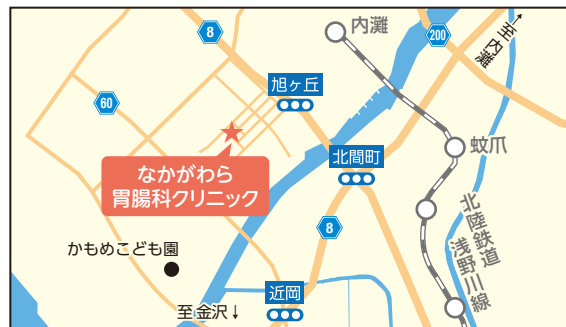 8
内灘
200
至内灘
旭ヶ丘
60
なかがわら
胃腸科クリニック
北間町
蚊爪
北陸鉄道
浅野川線
8
かもめこども園
近岡
至金沢↓